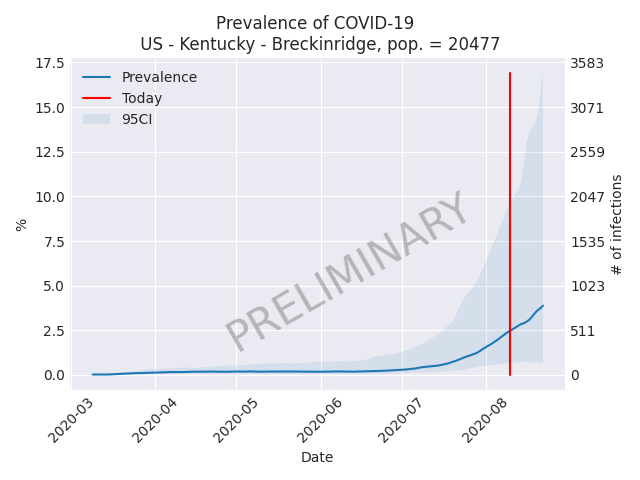 Prevalence of COVID-19
US - Kentucky - Breckinridge, pop. = 20477
Prevalence
Today
95CI
PRELIMINARY
%
17.5
15.0
12.5
10.0
7.5
5.0
2.5
0.0
3583
3071
2559
2047
1535
1023
511
0
# of infections
2020-03
2020-04
2020-05
2020-06
2020-07
2020-08
Date